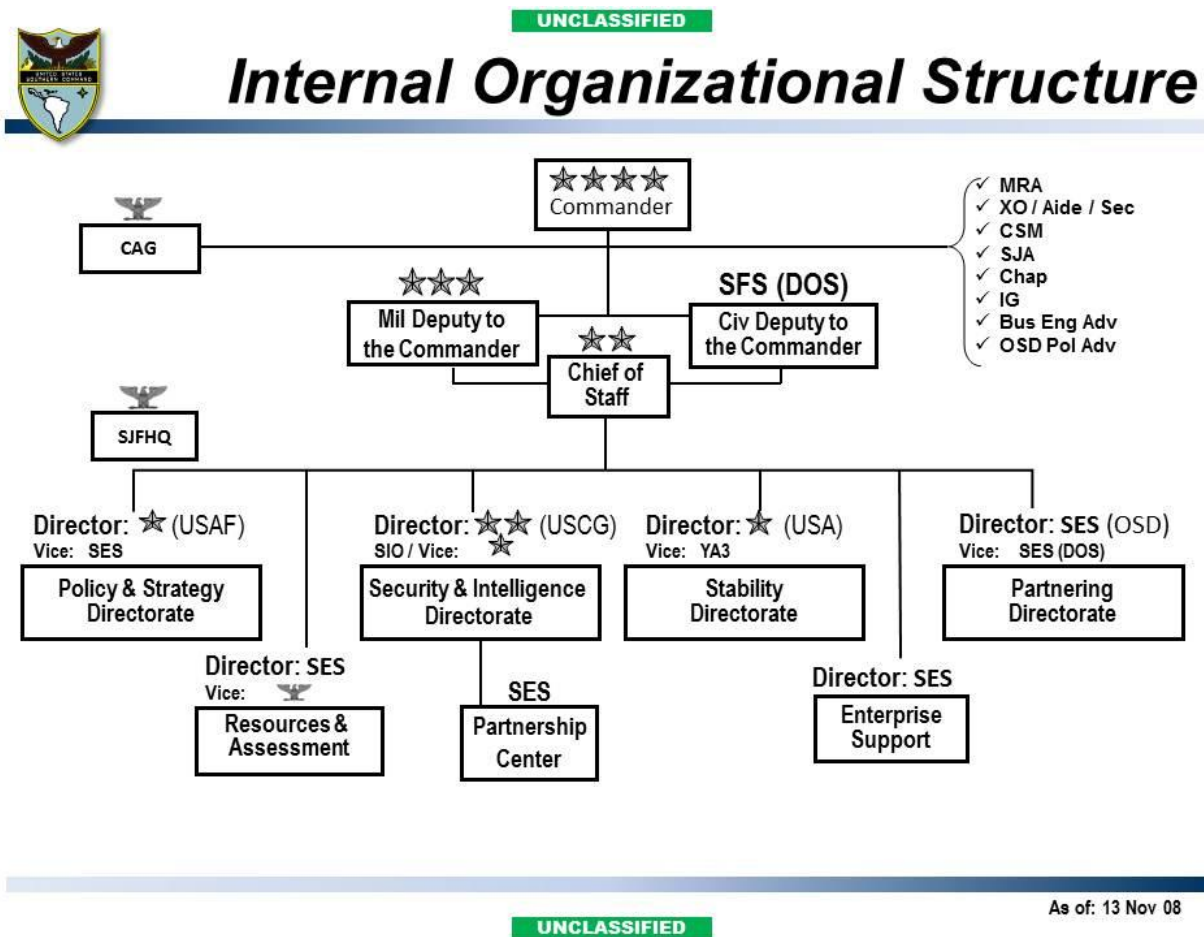 UNCLASSIFIED
UNITED STATES
SOUTHERN COMMAND
Internal Organizational Structure
Commander
CAG
✓ MRA
✓ XO / Aide / Sec
✓ CSM
✓ SJA
✓ Chap
✓ IG
✓ Bus Eng Adv
✓ OSD Pol Adv
Mil Deputy to
the Commander
SFS (DOS)
Civ Deputy to
the Commander
Chief of
Staff
SJFHQ
Director: (USAF)
Vice: SES
Policy & Strategy
Directorate
Director: (USCG)
SIO / Vice:
Security & Intelligence
Directorate
Director: (USA)
Vice: YA3
Stability
Directorate
Director: SES (OSD)
Vice: SES (DOS)
Partnering
Directorate
Director: SES
Vice:
Resources &
Assessment
SES
Partnership
Center
Director: SES
Enterprise
Support
As of: 13 Nov 08
UNCLASSIFIED